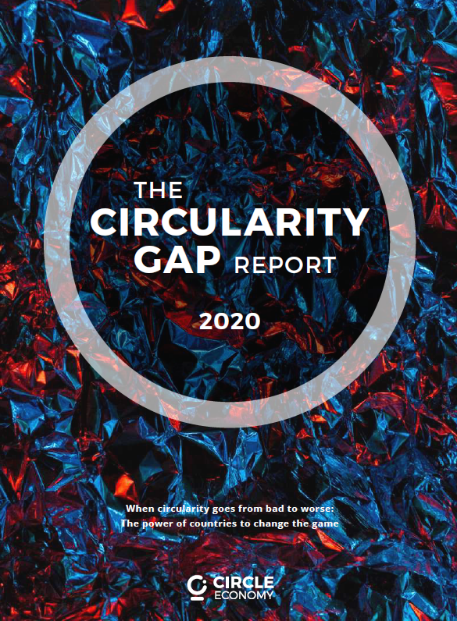 THE
CIRCULARITY
GAP REPORT
2020
When circularity goes from bad to worse:
The power of countries to change the game
CIRCLE
ECONOMY